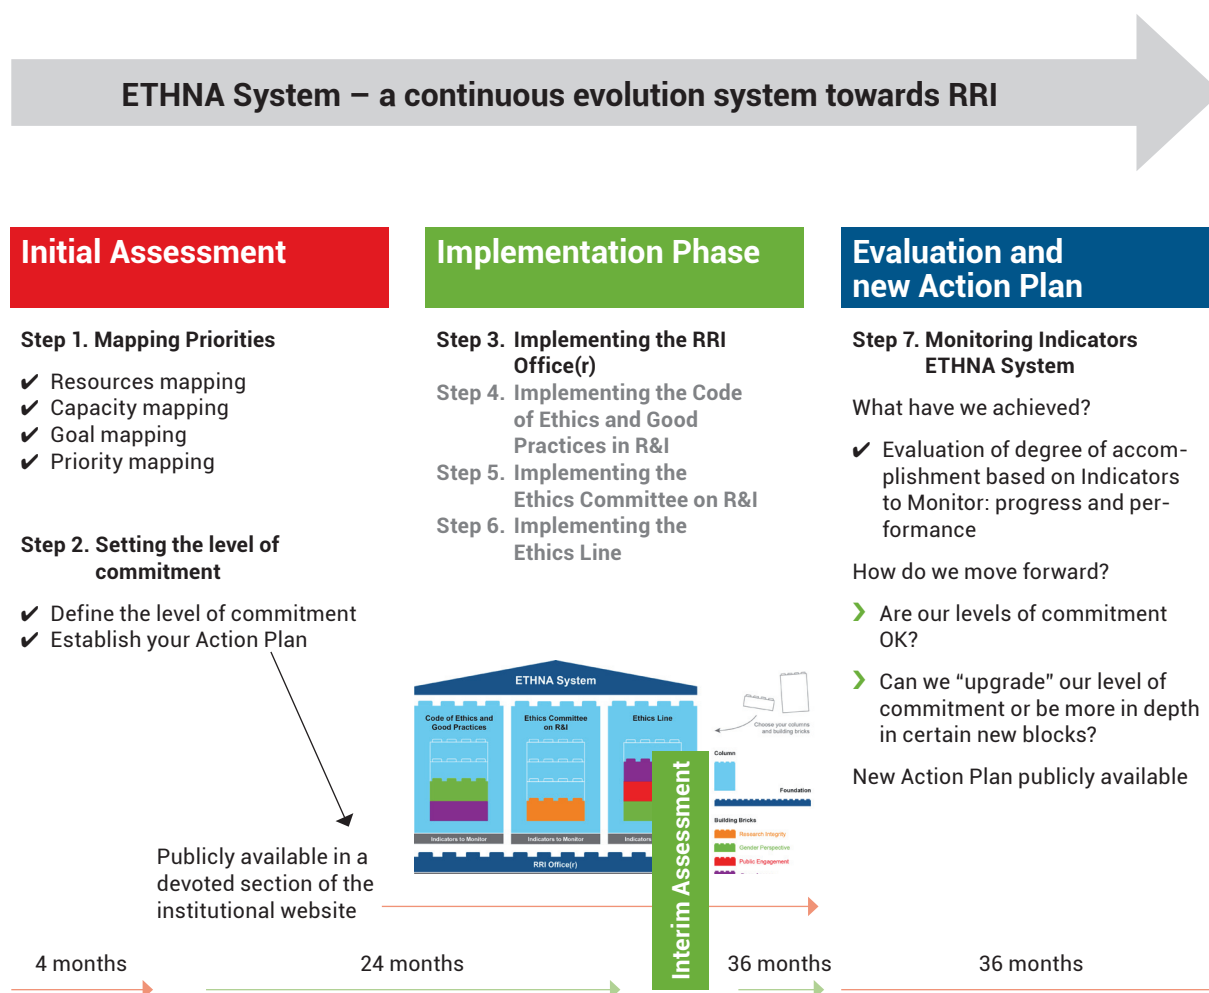 ETHNA System – a continuous evolution system towards RRI
Initial Assessment
Step 1. Mapping Priorities
✔ Resources mapping
✔ Capacity mapping
✔ Goal mapping
✔ Priority mapping
Step 2. Setting the level of
commitment
✔ Define the level of commitment
✔ Establish your Action Plan
Publicly available in a
devoted section of the
institutional website
Implementation Phase
Step 3. Implementing the RRI
Office(r)
Step 4. Implementing the Code
of Ethics and Good
Practices in R&I
Step 5. Implementing the
Ethics Committee on R&I
Step 6. Implementing the
Ethics Line
ETHNA System
Code of Ethics and
Good Practices
Ethics Committee
on R&I
Ethics Line
Indicators to Monitor
Indicators to Monitor
Indicators
RRI Office(r)
Choose your columns
and building bricks
Column
Foundation
Building Bricks
Research Integrity
Gender Perspective
Public Engagement
Interim Assessment
Evaluation and
new Action Plan
Step 7. Monitoring Indicators
ETHNA System
What have we achieved?
✔ Evaluation of degree of accom-
plishment based on Indicators
to Monitor: progress and per-
formance
How do we move forward?
❯ Are our levels of commitment
OK?
❯ Can we “upgrade” our level of
commitment or be more in depth
in certain new blocks?
New Action Plan publicly available
4 months
24 months
36 months
36 months